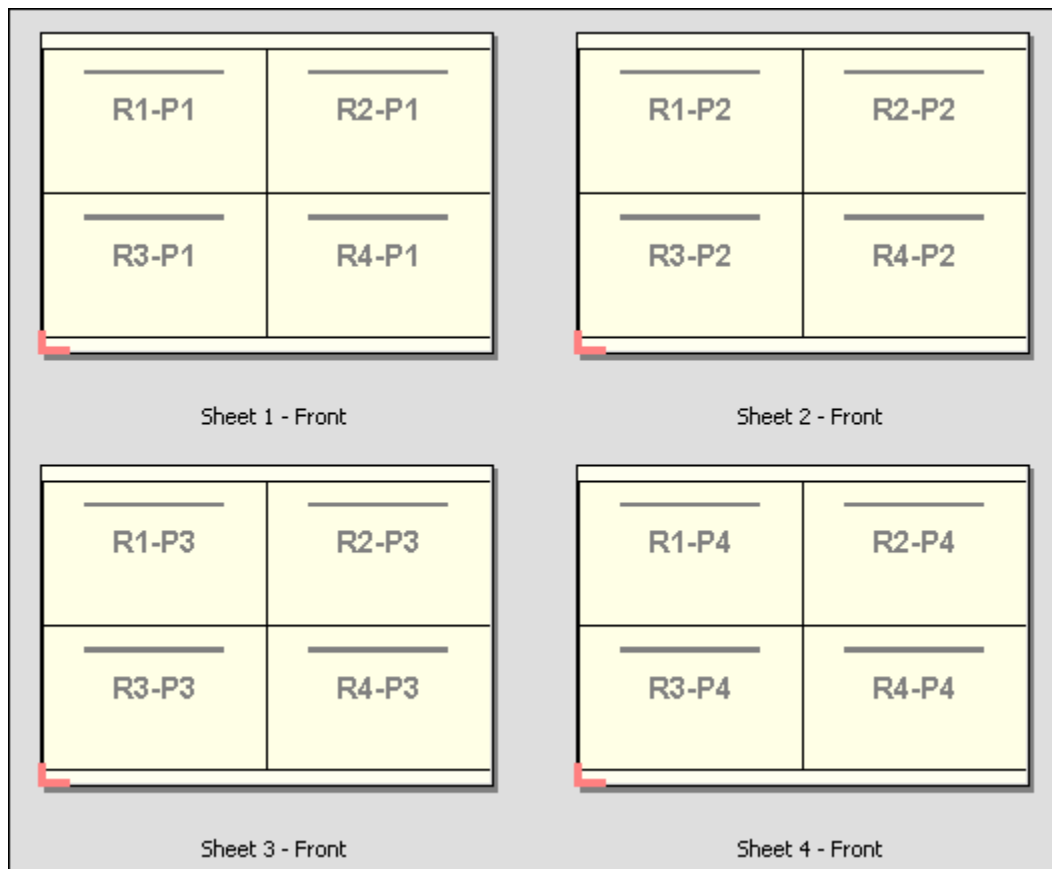 R1-P1 R2-P1
R3-P1 R4-P1
Sheet 1 - Front
R1-P2 R2-P2
R3-P2 R4-P2
Sheet 2 - Front
R1-P3 R2-P3
R3-P3 R4-P3
Sheet 3 - Front
R1-P4 R2-P4
R3-P4 R4-P4
Sheet 4 - Front